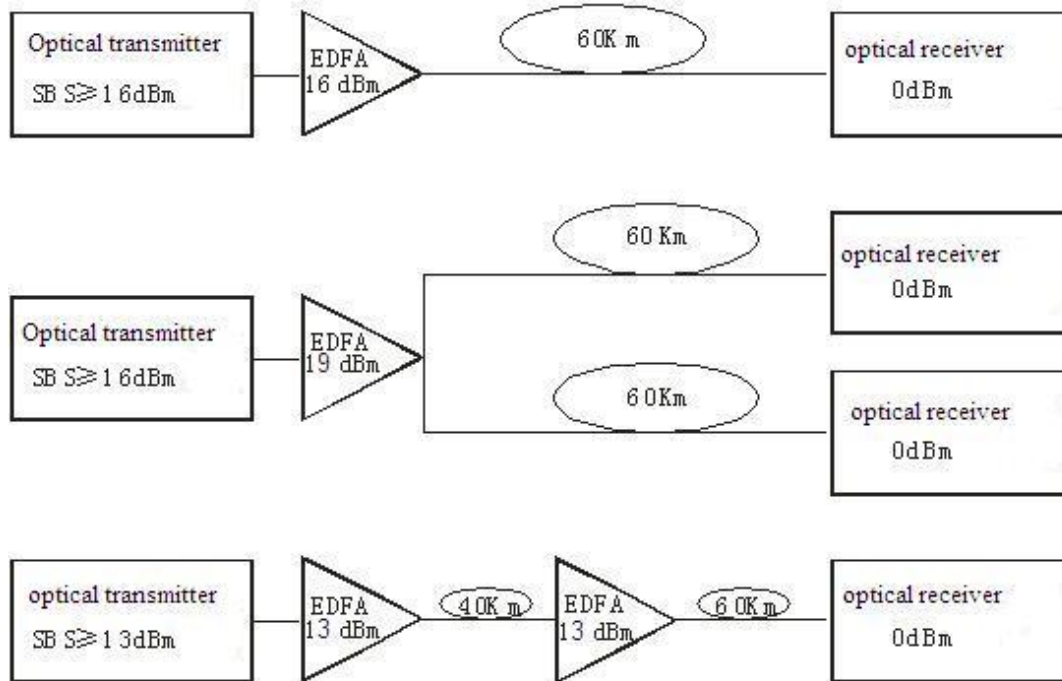 Optical transmitter
SBS≥16dBm
EDFA
16 dBm
60Km
optical receiver
0dBm
Optical transmitter
SBS≥16dBm
EDFA
19 dBm
60Km
optical receiver
0dBm
60Km
optical receiver
0dBm
optical transmitter
SBS≥13dBm
EDFA
13 dBm
40Km
EDFA
13 dBm
60Km
optical receiver
0dBm